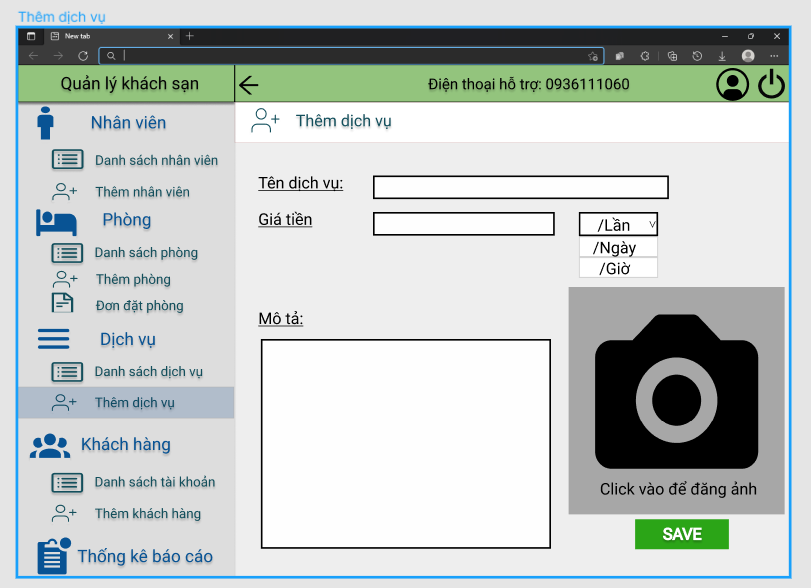 Thêm dịch vụ
New tab
Quản lý khách sạn
Điện thoại hỗ trợ: 0936111060
Nhân viên
Danh sách nhân viên
Thêm nhân viên
Phòng
Danh sách phòng
Thêm phòng
Đơn đặt phòng
Dịch vụ
Danh sách dịch vụ
Thêm dịch vụ
Khách hàng
Danh sách tài khoản
Thêm khách hàng
Thống kê báo cáo
Thêm dịch vụ
Tên dịch vụ:
Giá tiền
/Lần
/Ngày
/Giờ
Mô tả:
Click vào để đăng ảnh
SAVE